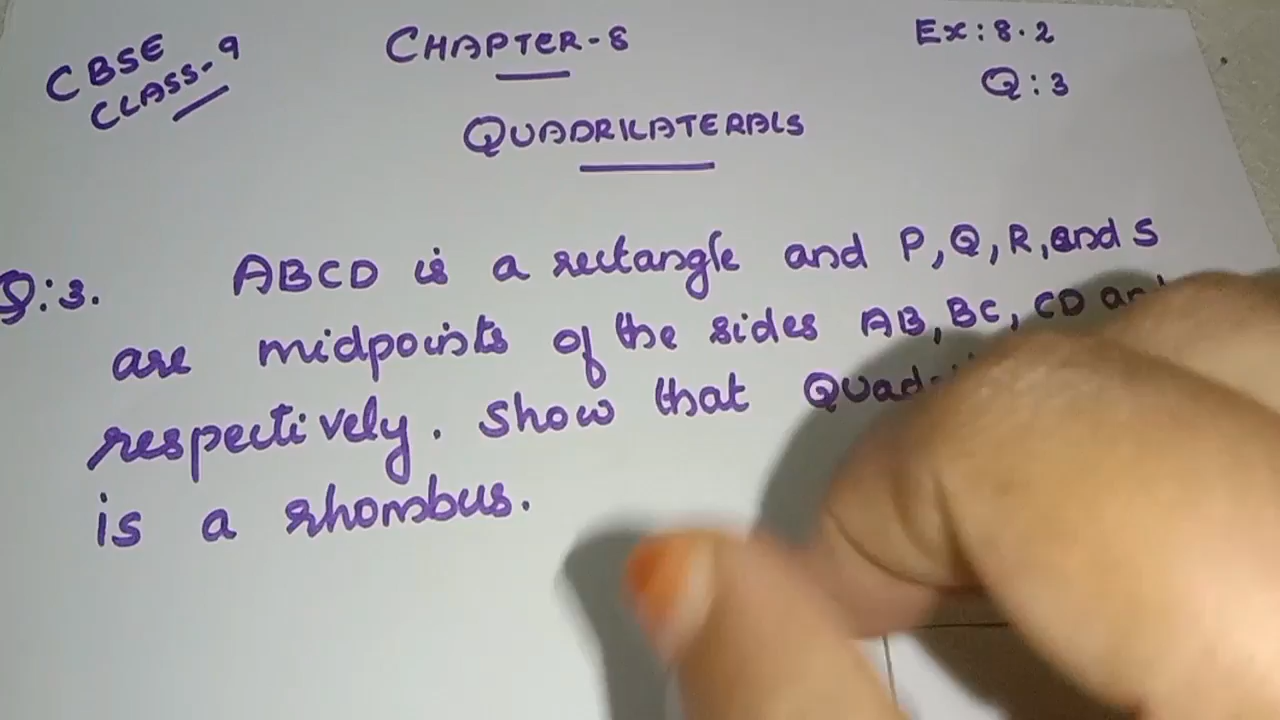 CBSE
CLASS-9
CHAPTER-8
Ex: 8.2
Q: 3
QUADRILATERALS
Q:3. ABCD is a rectangle and P, Q, R, and S
are midpoints of the sides AB, BC, CD
respectively. Show that
is a rhombus.